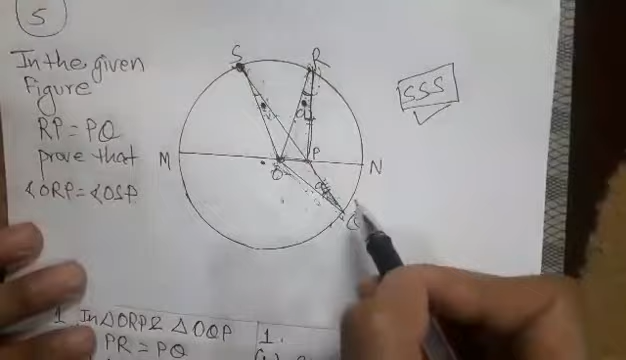 5
In the given
figure
RP = PQ
prove that
∠ORP = ∠OSP
S
R
M
O
P
N
Q
SSS
1. In △ORP & △OQP
PR = PQ
1.